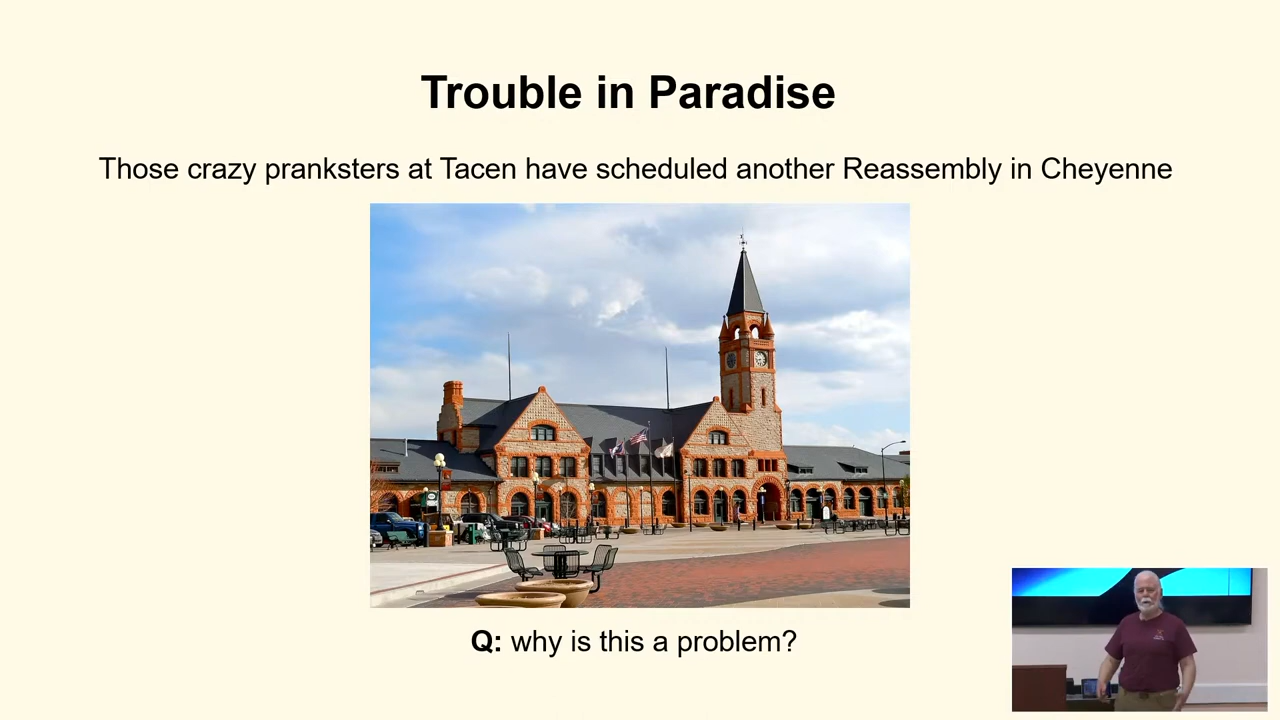 Trouble in Paradise
Those crazy pranksters at Tacen have scheduled another Reassembly in Cheyenne
Q: why is this a problem?